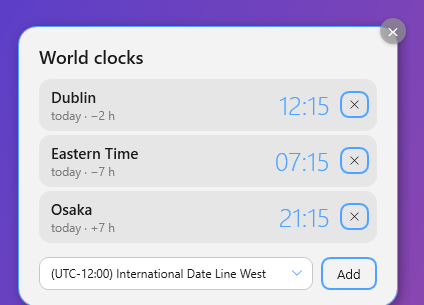 World clocks
Dublin
today · −2 h
12:15
Eastern Time
today · −7 h
07:15
Osaka
today · +7 h
21:15
(UTC-12:00) International Date Line West
Add